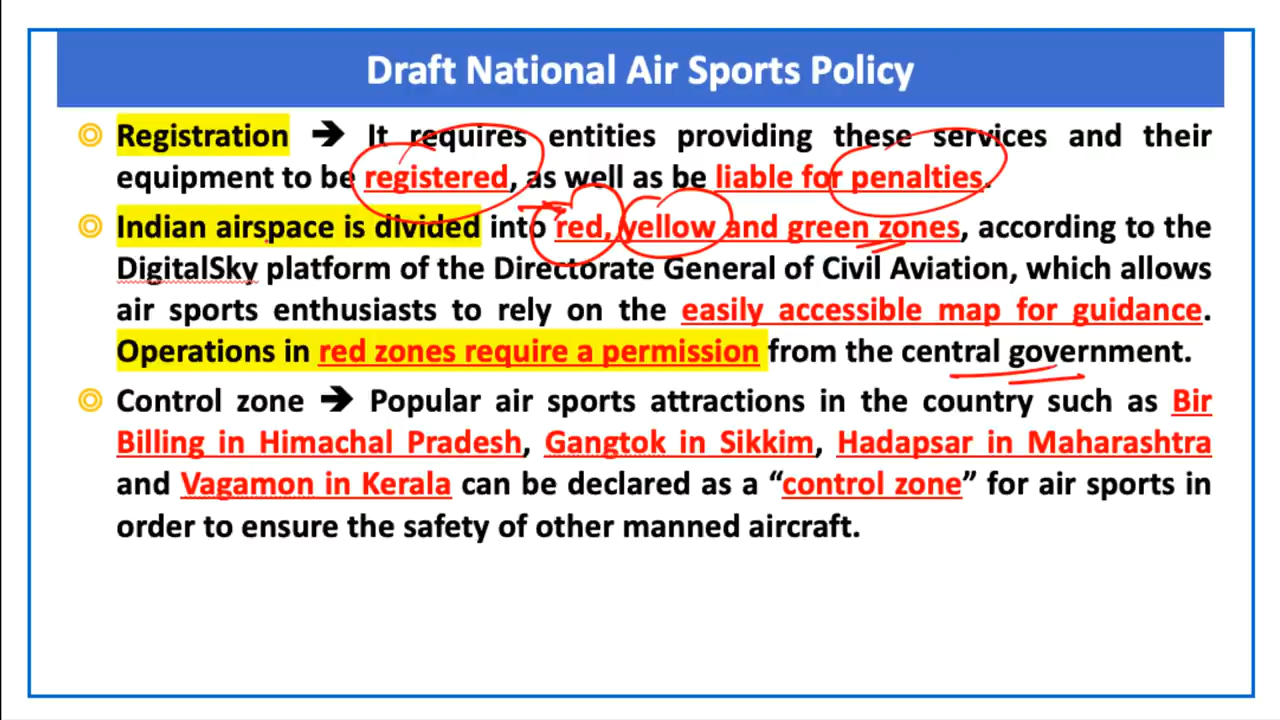 Draft National Air Sports Policy
Registration → It requires entities providing these services and their
equipment to be registered, as well as be liable for penalties.
Indian airspace is divided into red, yellow and green zones, according to the
DigitalSky platform of the Directorate General of Civil Aviation, which allows
air sports enthusiasts to rely on the easily accessible map for guidance.
Operations in red zones require a permission from the central government.
Control zone → Popular air sports attractions in the country such as Bir
Billing in Himachal Pradesh, Gangtok in Sikkim, Hadapsar in Maharashtra
and Vagamon in Kerala can be declared as a “control zone” for air sports in
order to ensure the safety of other manned aircraft.